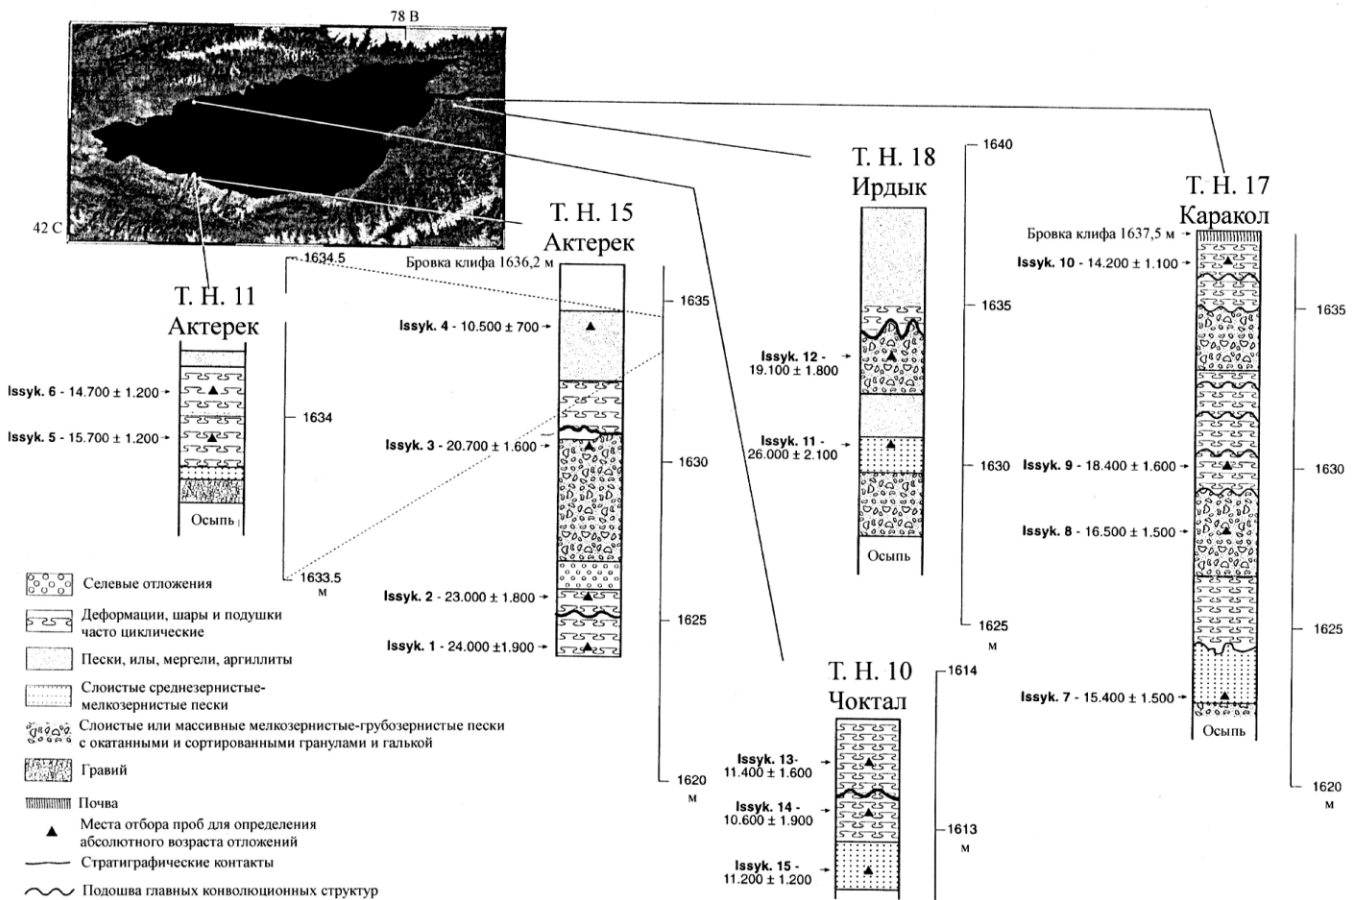 78 В
42 С
Т. Н. 11
Актерек
Issyk. 6 - 14.700 ± 1.200
Issyk. 5 - 15.700 ± 1.200
Осыпь
1634.5
1634
1633.5
м
Т. Н. 15
Актерек
Бровка клифа 1636,2 м
Issyk. 4 - 10.500 ± 700
Issyk. 3 - 20.700 ± 1.600
Issyk. 2 - 23.000 ± 1.800
Issyk. 1 - 24.000 ±1.900
1635
1630
1625
1620
м
Т. Н. 18
Ирдык
Issyk. 12 -
19.100 ± 1.800
Issyk. 11 -
26.000 ± 2.100
Осыпь
1640
1635
1630
1625
м
Т. Н. 17
Каракол
Бровка клифа 1637,5 м
Issyk. 10 - 14.200 ± 1.100
Issyk. 9 - 18.400 ± 1.600
Issyk. 8 - 16.500 ± 1.500
Issyk. 7 - 15.400 ± 1.500
Осыпь
1635
1630
1625
1620
м
Т. Н. 10
Чоктал
Issyk. 13-
11.400 ± 1.600
Issyk. 14 -
10.600 ± 1.900
Issyk. 15 -
11.200 ± 1.200
1614
1613
м
Селевые отложения
Деформации, шары и подушки
часто циклические
Пески, илы, мергели, аргиллиты
Слоистые среднезернистые-
мелкозернистые пески
Слоистые или массивные мелкозернистые-грубозернистые пески
с окатанными и сортированными гранулами и галькой
Гравий
Почва
Места отбора проб для определения
абсолютного возраста отложений
Стратиграфические контакты
Подошва главных конволюционных структур